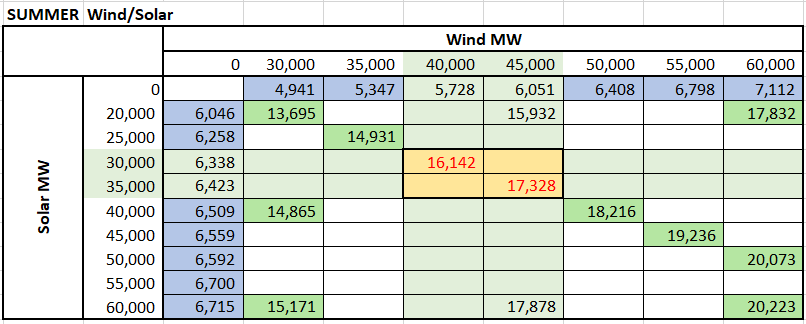 SUMMER Wind/Solar
Wind MW
0 30,000 35,000 40,000 45,000 50,000 55,000 60,000
Solar MW
0 4,941 5,347 5,728 6,051 6,408 6,798 7,112
20,000 6,046 13,695 15,932 17,832
25,000 6,258 14,931
30,000 6,338 16,142
35,000 6,423 17,328
40,000 6,509 14,865 18,216
45,000 6,559 19,236
50,000 6,592 20,073
55,000 6,700
60,000 6,715 15,171 17,878 20,223